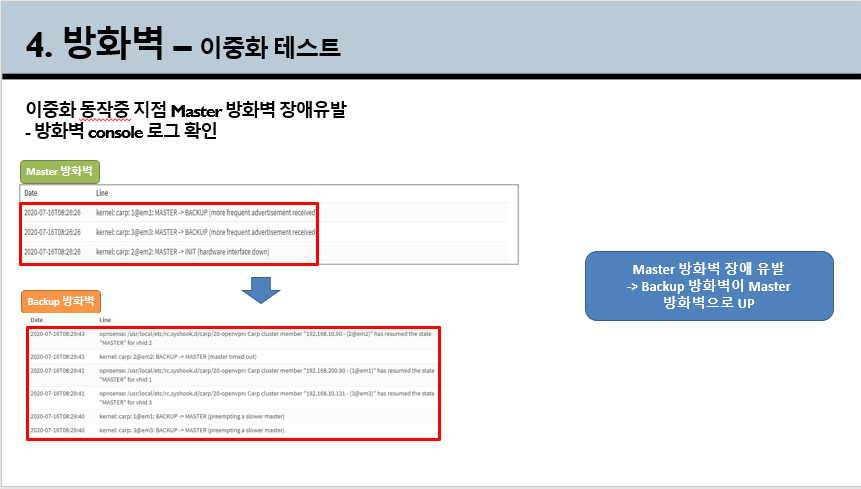 4. 방화벽 – 이중화 테스트
이중화 동작중 지점 Master 방화벽 장애유발
- 방화벽 console 로그 확인
Master 방화벽
Date Line
2020-07-16T08:26:26 kernel: carp: 1@em1: MASTER -> BACKUP (more frequent advertisement received
2020-07-16T08:26:26 kernel: carp: 3@em3: MASTER -> BACKUP (more frequent advertisement received
2020-07-16T08:26:26 kernel: carp: 2@em2: MASTER -> INIT (hardware interface down)
Backup 방화벽
Date Line
2020-07-16T08:29:43 opnsense: /usr/local/etc/rc.syshook.d/carp/20-openvpn: Carp cluster member "192.168.10.90 - (2@em2)" has resumed the state
"MASTER" for vhid 2
2020-07-16T08:29:43 kernel: carp: 2@em2: BACKUP -> MASTER (master timed out)
2020-07-16T08:29:41 opnsense: /usr/local/etc/rc.syshook.d/carp/20-openvpn: Carp cluster member "192.168.200.90 - (1@em1)" has resumed the state
"MASTER" for vhid 1
2020-07-16T08:29:41 opnsense: /usr/local/etc/rc.syshook.d/carp/20-openvpn: Carp cluster member "192.168.10.131 - (3@em3)" has resumed the state
"MASTER" for vhid 3
2020-07-16T08:29:40 kernel: carp: 1@em1: BACKUP -> MASTER (preempting a slower master)
2020-07-16T08:29:40 kernel: carp: 3@em3: BACKUP -> MASTER (preempting a slower master)
Master 방화벽 장애 유발
-> Backup 방화벽이 Master
방화벽으로 UP